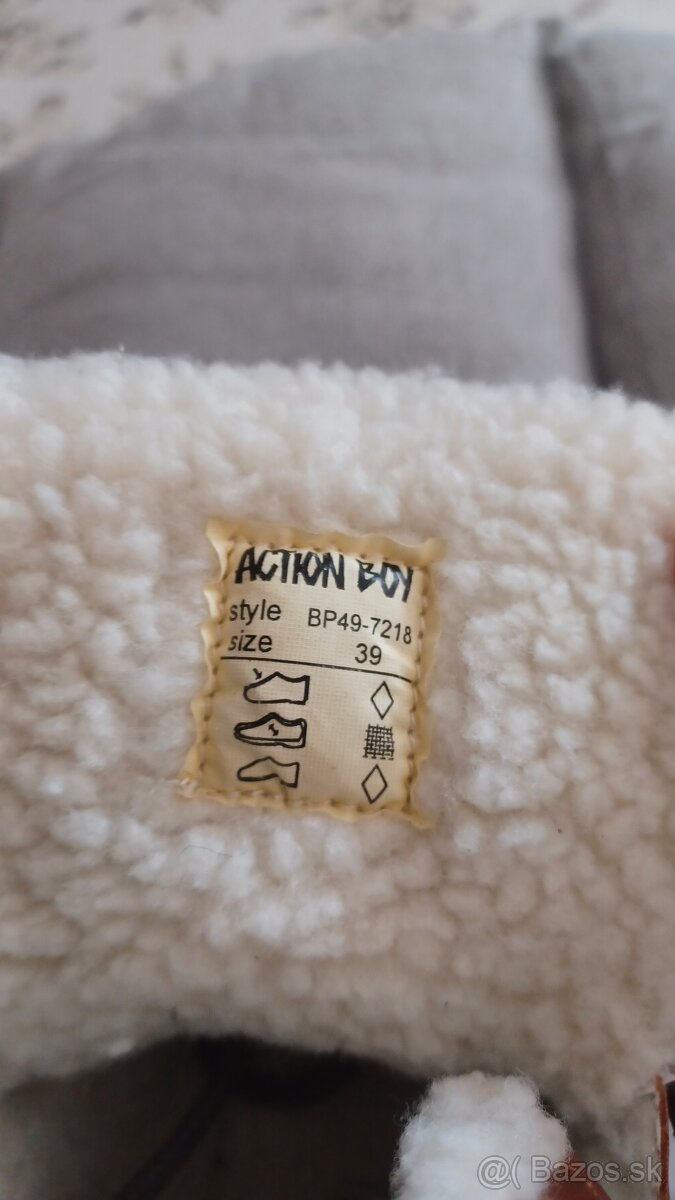 ACTION BOY
style BP49-7218
size 39
@( Bazos.sk